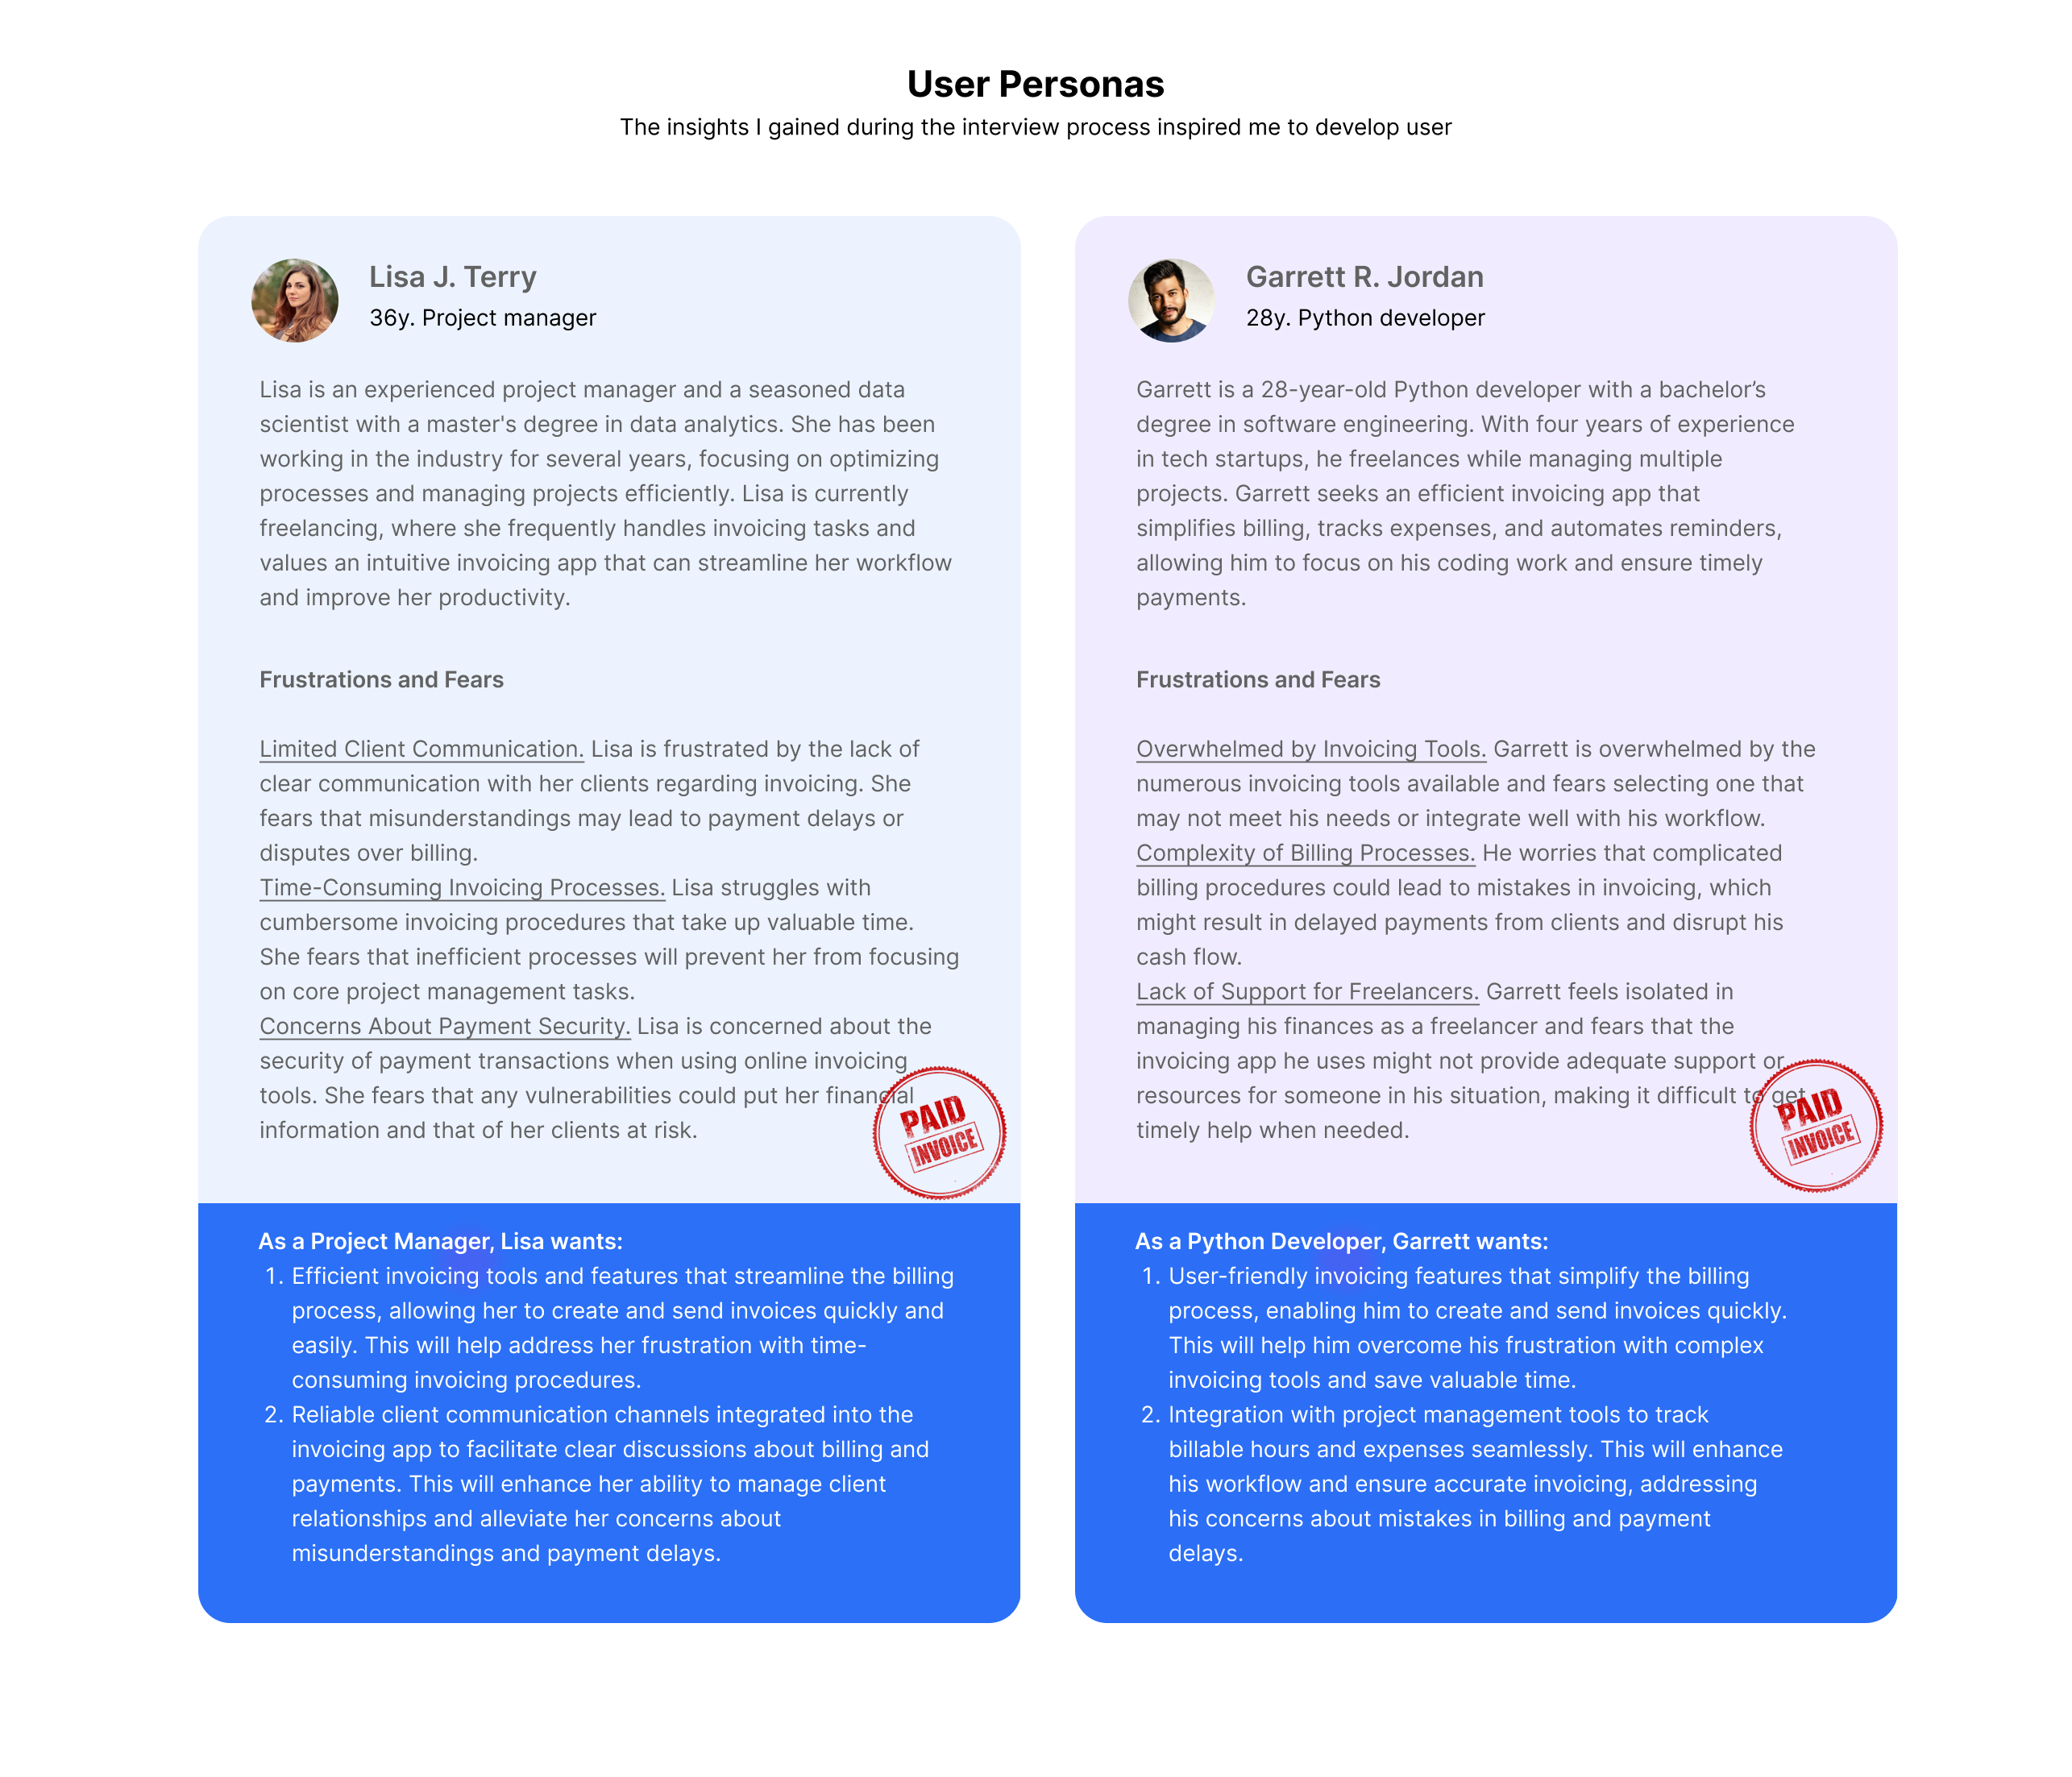 User Personas
The insights I gained during the interview process inspired me to develop user
Lisa J. Terry
36y. Project manager
Lisa is an experienced project manager and a seasoned data
scientist with a master's degree in data analytics. She has been
working in the industry for several years, focusing on optimizing
processes and managing projects efficiently. Lisa is currently
freelancing, where she frequently handles invoicing tasks and
values an intuitive invoicing app that can streamline her workflow
and improve her productivity.
Frustrations and Fears
Limited Client Communication. Lisa is frustrated by the lack of
clear communication with her clients regarding invoicing. She
fears that misunderstandings may lead to payment delays or
disputes over billing.
Time-Consuming Invoicing Processes. Lisa struggles with
cumbersome invoicing procedures that take up valuable time.
She fears that inefficient processes will prevent her from focusing
on core project management tasks.
Concerns About Payment Security. Lisa is concerned about the
security of payment transactions when using online invoicing
tools. She fears that any vulnerabilities could put her financial
information and that of her clients at risk.
PAID
INVOICE
As a Project Manager, Lisa wants:
1. Efficient invoicing tools and features that streamline the billing
process, allowing her to create and send invoices quickly and
easily. This will help address her frustration with time-
consuming invoicing procedures.
2. Reliable client communication channels integrated into the
invoicing app to facilitate clear discussions about billing and
payments. This will enhance her ability to manage client
relationships and alleviate her concerns about
misunderstandings and payment delays.
Garrett R. Jordan
28y. Python developer
Garrett is a 28-year-old Python developer with a bachelor’s
degree in software engineering. With four years of experience
in tech startups, he freelances while managing multiple
projects. Garrett seeks an efficient invoicing app that
simplifies billing, tracks expenses, and automates reminders,
allowing him to focus on his coding work and ensure timely
payments.
Frustrations and Fears
Overwhelmed by Invoicing Tools. Garrett is overwhelmed by the
numerous invoicing tools available and fears selecting one that
may not meet his needs or integrate well with his workflow.
Complexity of Billing Processes. He worries that complicated
billing procedures could lead to mistakes in invoicing, which
might result in delayed payments from clients and disrupt his
cash flow.
Lack of Support for Freelancers. Garrett feels isolated in
managing his finances as a freelancer and fears that the
invoicing app he uses might not provide adequate support or
resources for someone in his situation, making it difficult to get
timely help when needed.
PAID
INVOICE
As a Python Developer, Garrett wants:
1. User-friendly invoicing features that simplify the billing
process, enabling him to create and send invoices quickly.
This will help him overcome his frustration with complex
invoicing tools and save valuable time.
2. Integration with project management tools to track
billable hours and expenses seamlessly. This will enhance
his workflow and ensure accurate invoicing, addressing
his concerns about mistakes in billing and payment
delays.